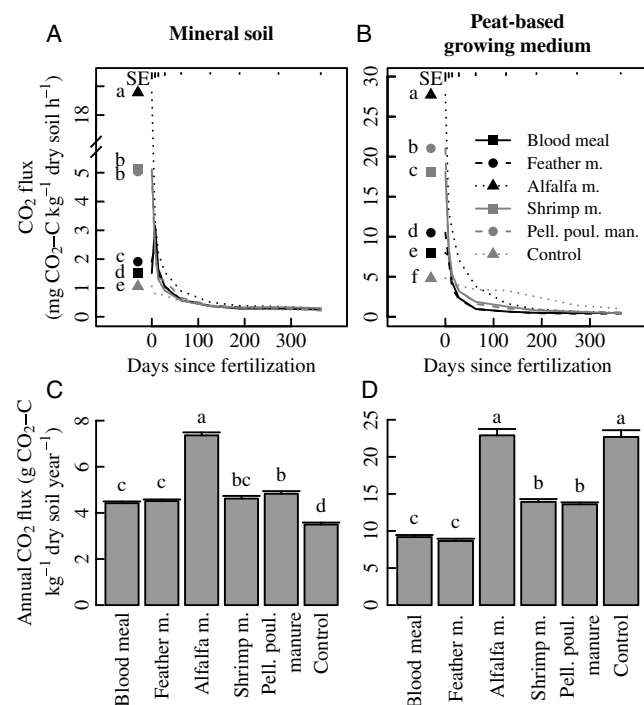 A
Mineral soil
B
Peat-based
growing medium
SE
a
b
b
c
d
e
18
5
4
3
2
1
0
CO2 flux
(mg CO2–C kg−1 dry soil h−1)
0 100 200 300
Days since fertilization
SE
a
b
c
d
e
f
30
25
20
15
10
5
0
Blood meal
Feather m.
Alfalfa m.
Shrimp m.
Pell. poul. man.
Control
0 100 200 300
Days since fertilization
C
Annual CO2 flux (g CO2–C
kg−1 dry soil year−1)
8
6
4
2
0
c c a bc b d
Blood meal
Feather m.
Alfalfa m.
Shrimp m.
Pell. poul.
manure
Control
D
25
20
15
10
5
0
c c a b b a
Blood meal
Feather m.
Alfalfa m.
Shrimp m.
Pell. poul.
manure
Control